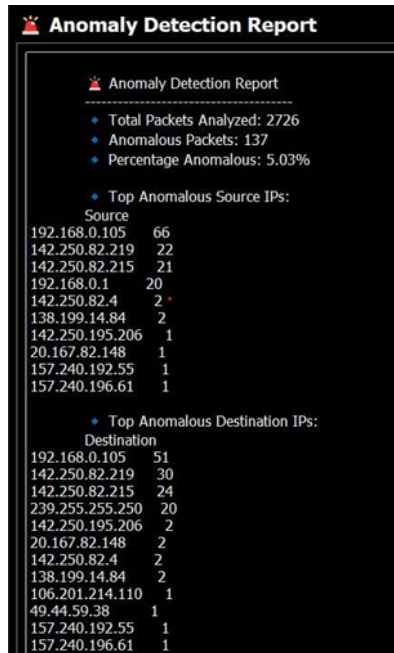 🚨 Anomaly Detection Report
🚨 Anomaly Detection Report
-------------------------------------
🔹 Total Packets Analyzed: 2726
🔹 Anomalous Packets: 137
🔹 Percentage Anomalous: 5.03%
🔹 Top Anomalous Source IPs:
Source
192.168.0.105 66
142.250.82.219 22
142.250.82.215 21
192.168.0.1 20
142.250.82.4 2
138.199.14.84 2
142.250.195.206 1
20.167.82.148 1
157.240.192.55 1
157.240.196.61 1
🔹 Top Anomalous Destination IPs:
Destination
192.168.0.105 51
142.250.82.219 30
142.250.82.215 24
239.255.255.250 20
142.250.195.206 2
20.167.82.148 2
142.250.82.4 2
138.199.14.84 2
106.201.214.110 1
49.44.59.38 1
157.240.192.55 1
157.240.196.61 1